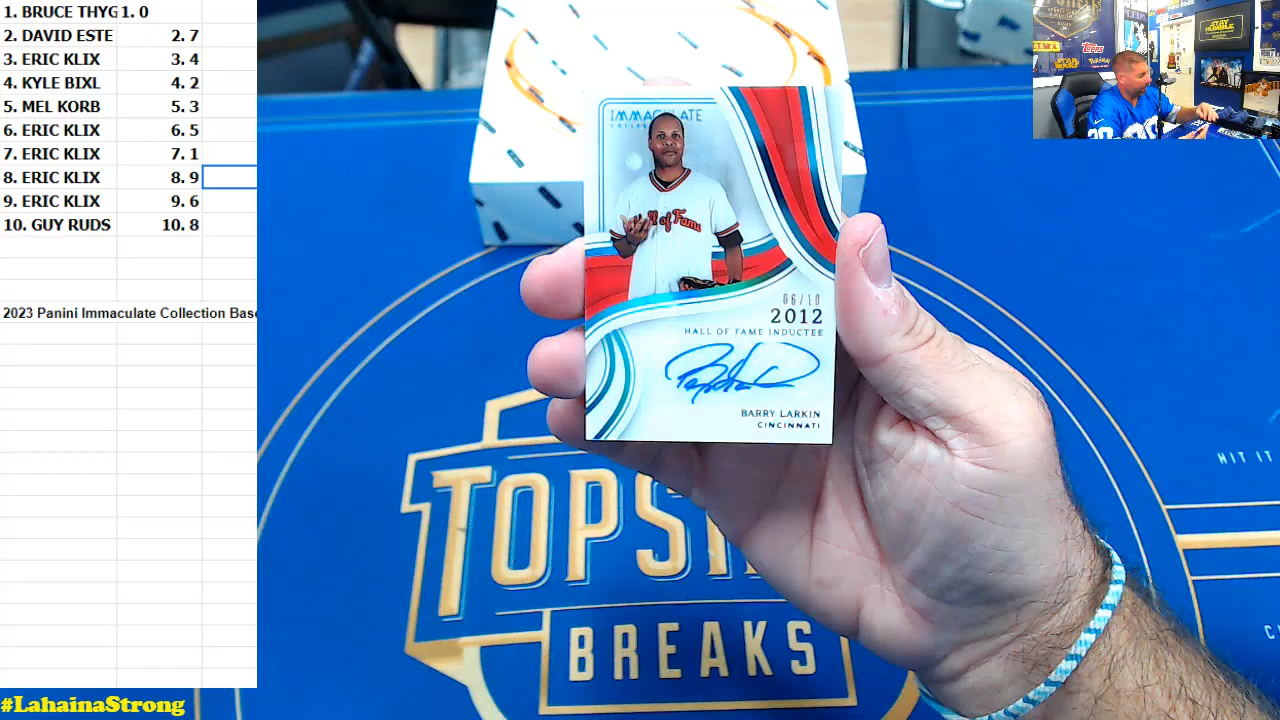 1. BRUCE THYG 1. 0
2. DAVID ESTE 2. 7
3. ERIC KLIX 3. 4
4. KYLE BIXL 4. 2
5. MEL KORB 5. 3
6. ERIC KLIX 6. 5
7. ERIC KLIX 7. 1
8. ERIC KLIX 8. 9
9. ERIC KLIX 9. 6
10. GUY RUDS 10. 8
2023 Panini Immaculate Collection Base
#LahainaStrong
IMMACULATE
Hall of Fame
06/10
2012
HALL OF FAME INDUCTEE
BARRY LARKIN
CINCINNATI
BREAKS
HIT IT
STAY
HUMBLE
Topps